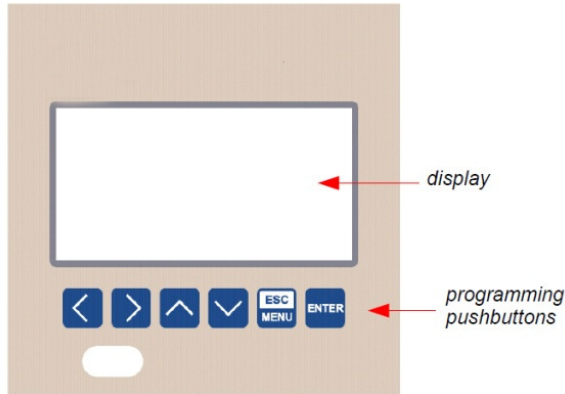 display
ESC
MENU
ENTER
programming
pushbuttons